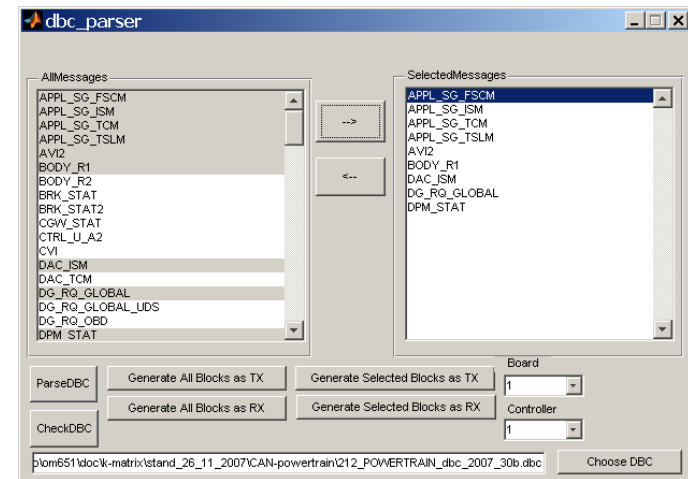 dbc_parser
AllMessages
APPL_SG_FSCM
APPL_SG_ISM
APPL_SG_TCM
APPL_SG_TSLM
AVI2
BODY_R1
BODY_R2
BRK_STAT
BRK_STAT2
CGW_STAT
CTRL_U_A2
CVI
DAC_ISM
DAC_TCM
DG_RQ_GLOBAL
DG_RQ_GLOBAL_UDS
DG_RQ_OBD
DPM_STAT
-->
<--
SelectedMessages
APPL_SG_FSCM
APPL_SG_ISM
APPL_SG_TCM
APPL_SG_TSLM
AVI2
BODY_R1
DAC_ISM
DG_RQ_GLOBAL
DPM_STAT
ParseDBC
Generate All Blocks as TX
Generate Selected Blocks as TX
Board
1
CheckDBC
Generate All Blocks as RX
Generate Selected Blocks as RX
Controller
1
o\om651\doc\k-matrix\stand_26_11_2007\CAN-powertrain\212_POWERTRAIN_dbc_2007_30b.dbc
Choose DBC